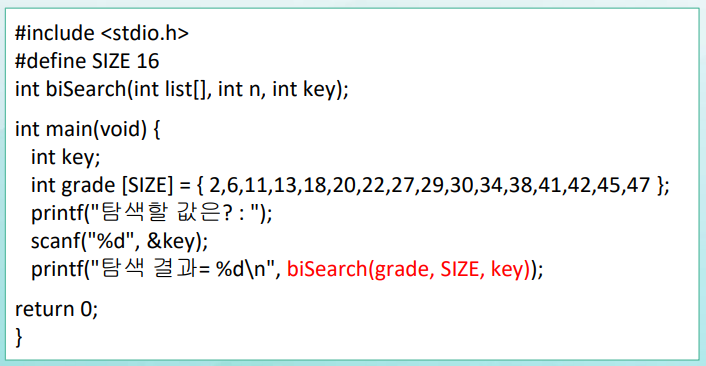 #include <stdio.h>
#define SIZE 16
int biSearch(int list[], int n, int key);
int main(void) {
int key;
int grade [SIZE] = { 2,6,11,13,18,20,22,27,29,30,34,38,41,42,45,47 };
printf("탐색할 값은? : ");
scanf("%d", &key);
printf("탐색 결과= %d\n", biSearch(grade, SIZE, key));
return 0;
}